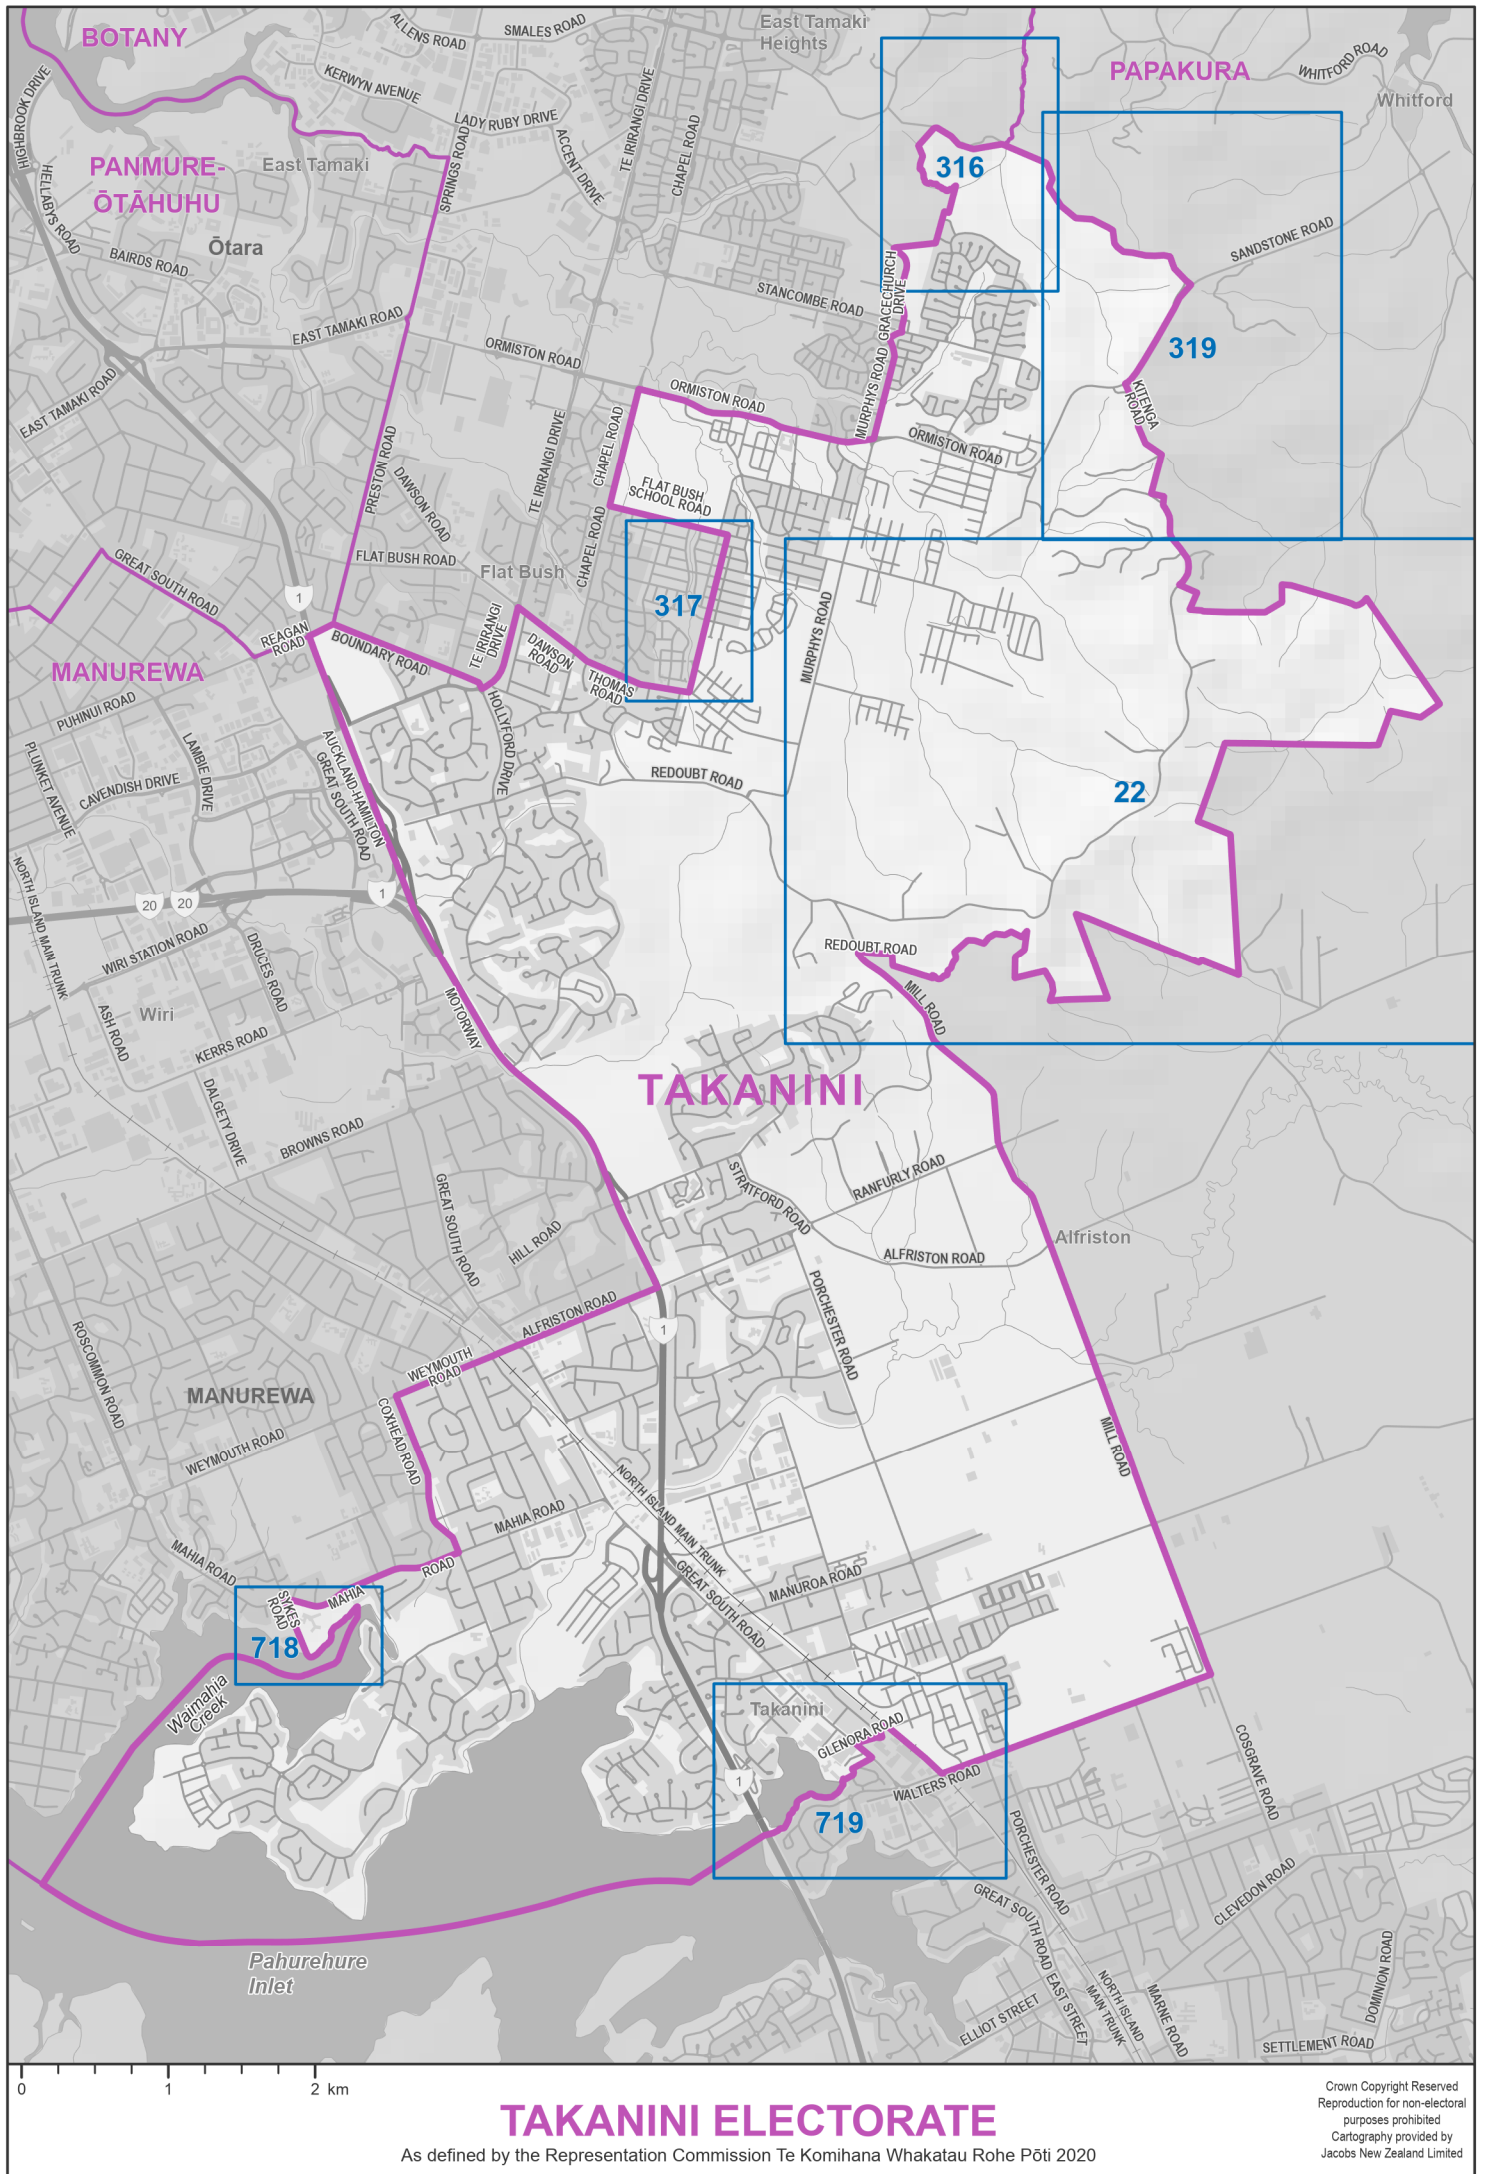 BOTANY
ALLENS ROAD
SMALES ROAD
East Tamaki
Heights
PAPAKURA
WHITFORD ROAD
Whitford
HIGHBROOK DRIVE
KERWYN AVENUE
LADY RUBY DRIVE
TE IRIRANGI DRIVE
CHAPEL ROAD
ACCENT DRIVE
SPRINGS ROAD
PANMURE-
ŌTĀHUHU
East Tamaki
316
HELLABYS ROAD
Ōtara
BAIRDS ROAD
SANDSTONE ROAD
STANCOMBE ROAD
GRACECHURCH
DRIVE
EAST TAMAKI ROAD
ORMISTON ROAD
319
MURPHYS ROAD
EAST TAMAKI ROAD
ORMISTON ROAD
KITENGA
ROAD
CHAPEL ROAD
TE IRIRANGI DRIVE
ORMISTON ROAD
PRESTON ROAD
DAWSON ROAD
FLAT BUSH
SCHOOL ROAD
CHAPEL ROAD
GREAT SOUTH ROAD
FLAT BUSH ROAD
Flat Bush
1
317
MURPHYS ROAD
REAGAN
ROAD
BOUNDARY ROAD
TE IRIRANGI
DRIVE
DAWSON
ROAD
THOMAS
ROAD
MANUREWA
PUHINUI ROAD
HOLLYFORD DRIVE
PLUNKET AVENUE
LAMBIE DRIVE
CAVENDISH DRIVE
AUCKLAND-HAMILTON
GREAT SOUTH ROAD
REDOUBT ROAD
22
NORTH ISLAND MAIN TRUNK
20
20
1
WIRI STATION ROAD
DRUCES ROAD
REDOUBT ROAD
MILL ROAD
MOTORWAY
Wiri
ASH ROAD
KERRS ROAD
TAKANINI
DALGETY DRIVE
BROWNS ROAD
STRATFORD ROAD
RANFURLY ROAD
GREAT SOUTH ROAD
HILL ROAD
Alfriston
ALFRISTON ROAD
PORCHESTER ROAD
ALFRISTON ROAD
1
ROSCOMMON ROAD
WEYMOUTH
ROAD
MANUREWA
COXHEAD ROAD
WEYMOUTH ROAD
MILL ROAD
NORTH ISLAND MAIN TRUNK
MAHIA ROAD
MAHIA ROAD
ROAD
MAHIA
SYKES
ROAD
GREAT SOUTH ROAD
MANUROA ROAD
718
Waimahia
Creek
Takanini
GLENORA ROAD
1
WALTERS ROAD
COSGRAVE ROAD
719
PORCHESTER ROAD
GREAT SOUTH ROAD
CLEVEDON ROAD
Pahurehure
Inlet
EAST STREET
ELLIOT STREET
NORTH ISLAND
MAIN TRUNK
MARNE ROAD
DOMINION ROAD
SETTLEMENT ROAD
0 1 2 km
TAKANINI ELECTORATE
As defined by the Representation Commission Te Komihana Whakatau Rohe Pōti 2020
Crown Copyright Reserved
Reproduction for non-electoral
purposes prohibited
Cartography provided by
Jacobs New Zealand Limited